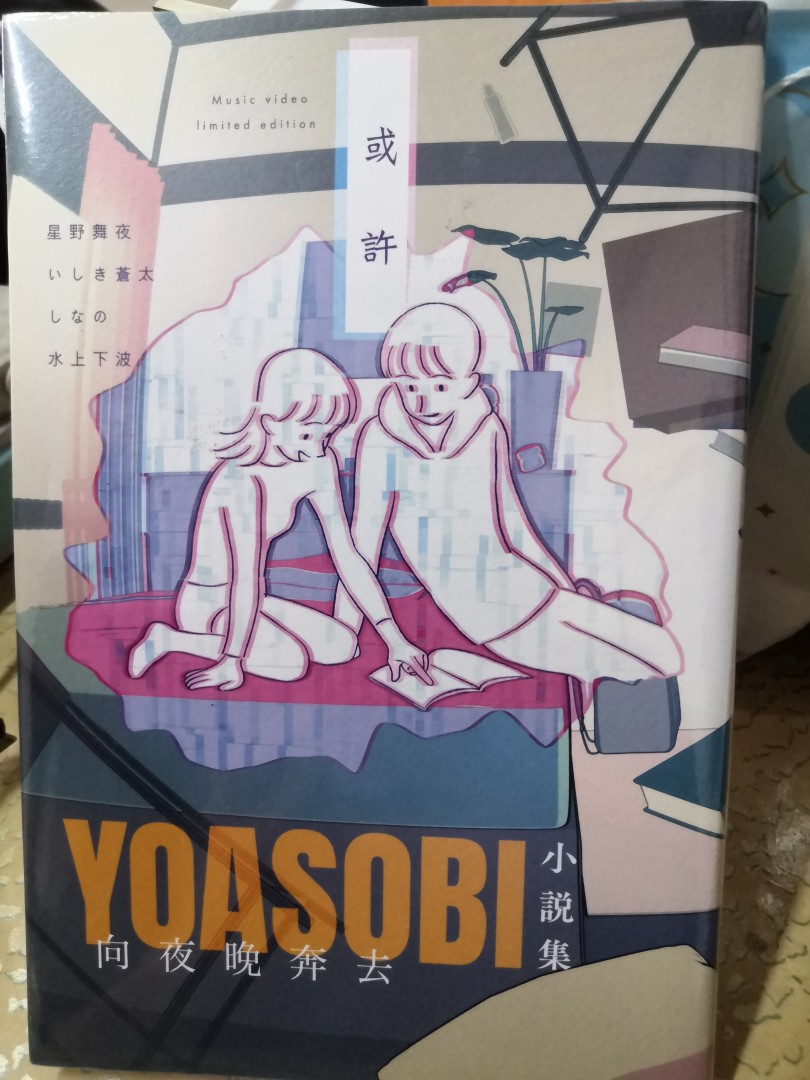 Music video
limited edition
或許
星野舞夜
いしき蒼太
しなの
水上下波
YOASOBI
小説集
向夜晚奔去